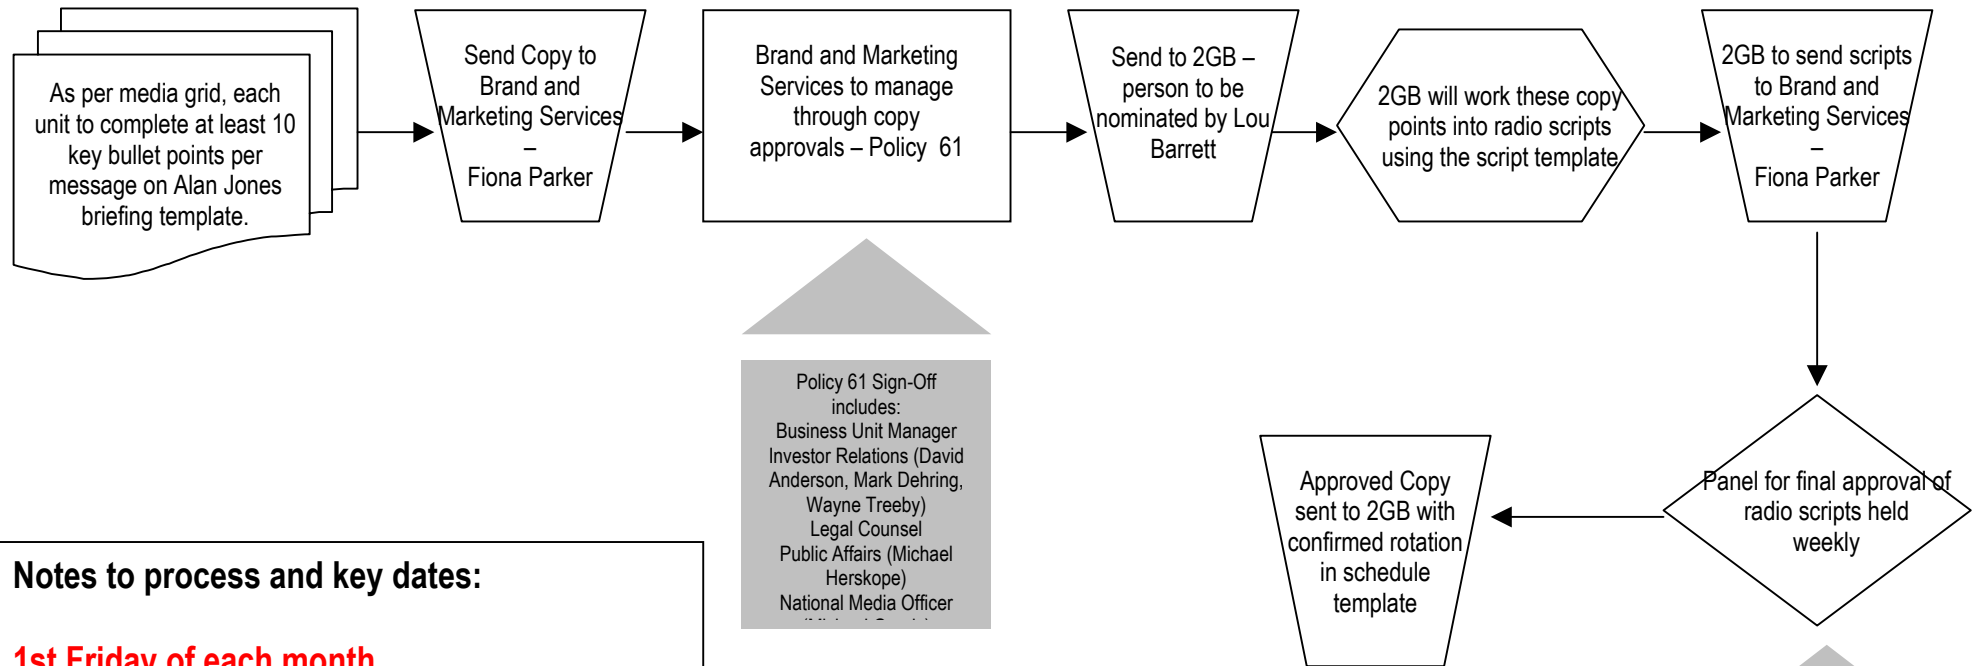 As per media grid, each
unit to complete at least 10
key bullet points per
message on Alan Jones
briefing template.
Send Copy to
Brand and
Marketing Services
–
Fiona Parker
Brand and Marketing
Services to manage
through copy
approvals – Policy 61
Send to 2GB –
person to be
nominated by Lou
Barrett
2GB will work these copy
points into radio scripts
using the script template
2GB to send scripts
to Brand and
Marketing Services
–
Fiona Parker
Policy 61 Sign-Off
includes:
Business Unit Manager
Investor Relations (David
Anderson, Mark Dehring,
Wayne Treeby)
Legal Counsel
Public Affairs (Michael
Herskope)
National Media Officer
Approved Copy
sent to 2GB with
confirmed rotation
in schedule
template
Panel for final approval of
radio scripts held
weekly
Notes to process and key dates:
1st Friday of each month